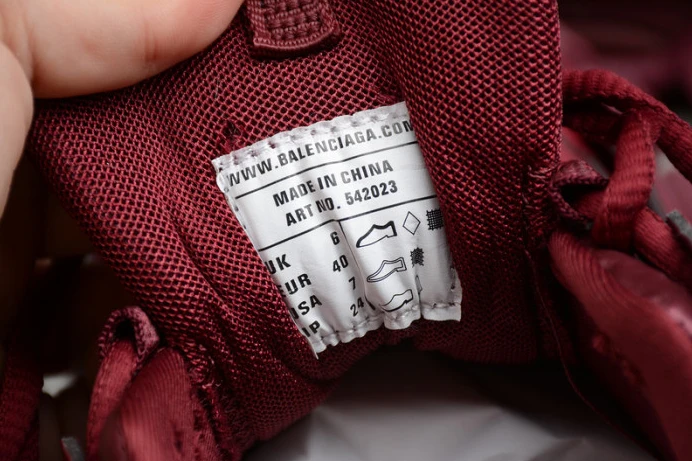 WWW.BALENCIAGA.COM
MADE IN CHINA
ART NO. 542023
UK 6
EUR 40
USA 7
24